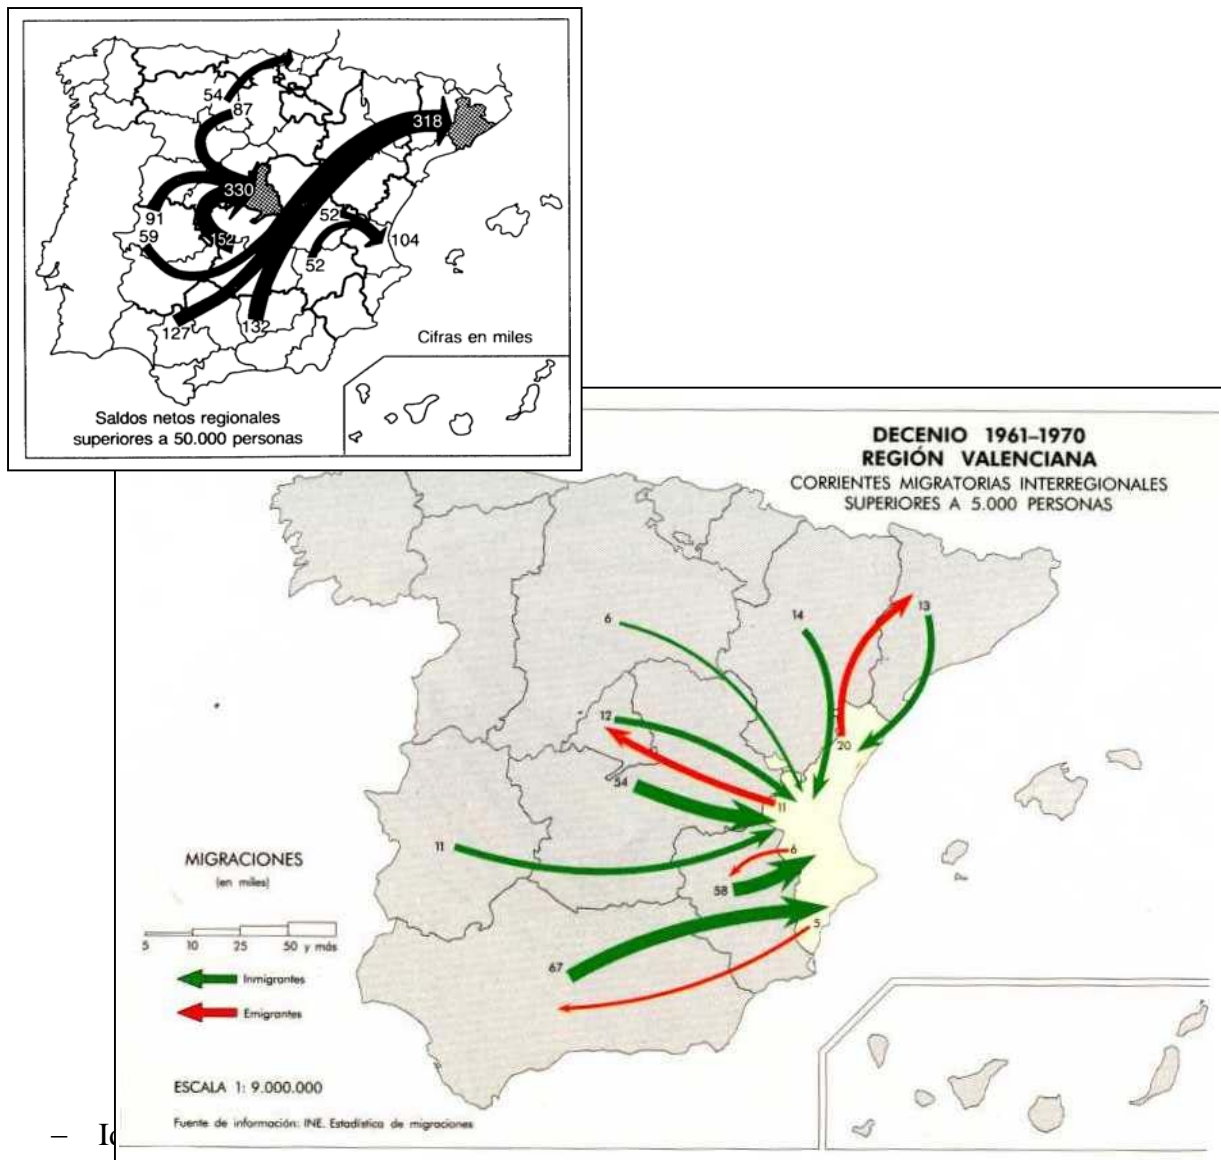 54
87
318
330
91
59
152
52
104
52
127
132
Cifras en miles
Saldos netos regionales
superiores a 50.000 personas
DECENIO 1961–1970
REGIÓN VALENCIANA
CORRIENTES MIGRATORIAS INTERREGIONALES
SUPERIORES A 5.000 PERSONAS
6
14
13
12
20
54
11
11
6
58
5
67
MIGRACIONES
(en miles)
5 10 25 50 y más
Inmigrantes
Emigrantes
ESCALA 1: 9.000.000
Fuente de información: INE. Estadística de migraciones
–